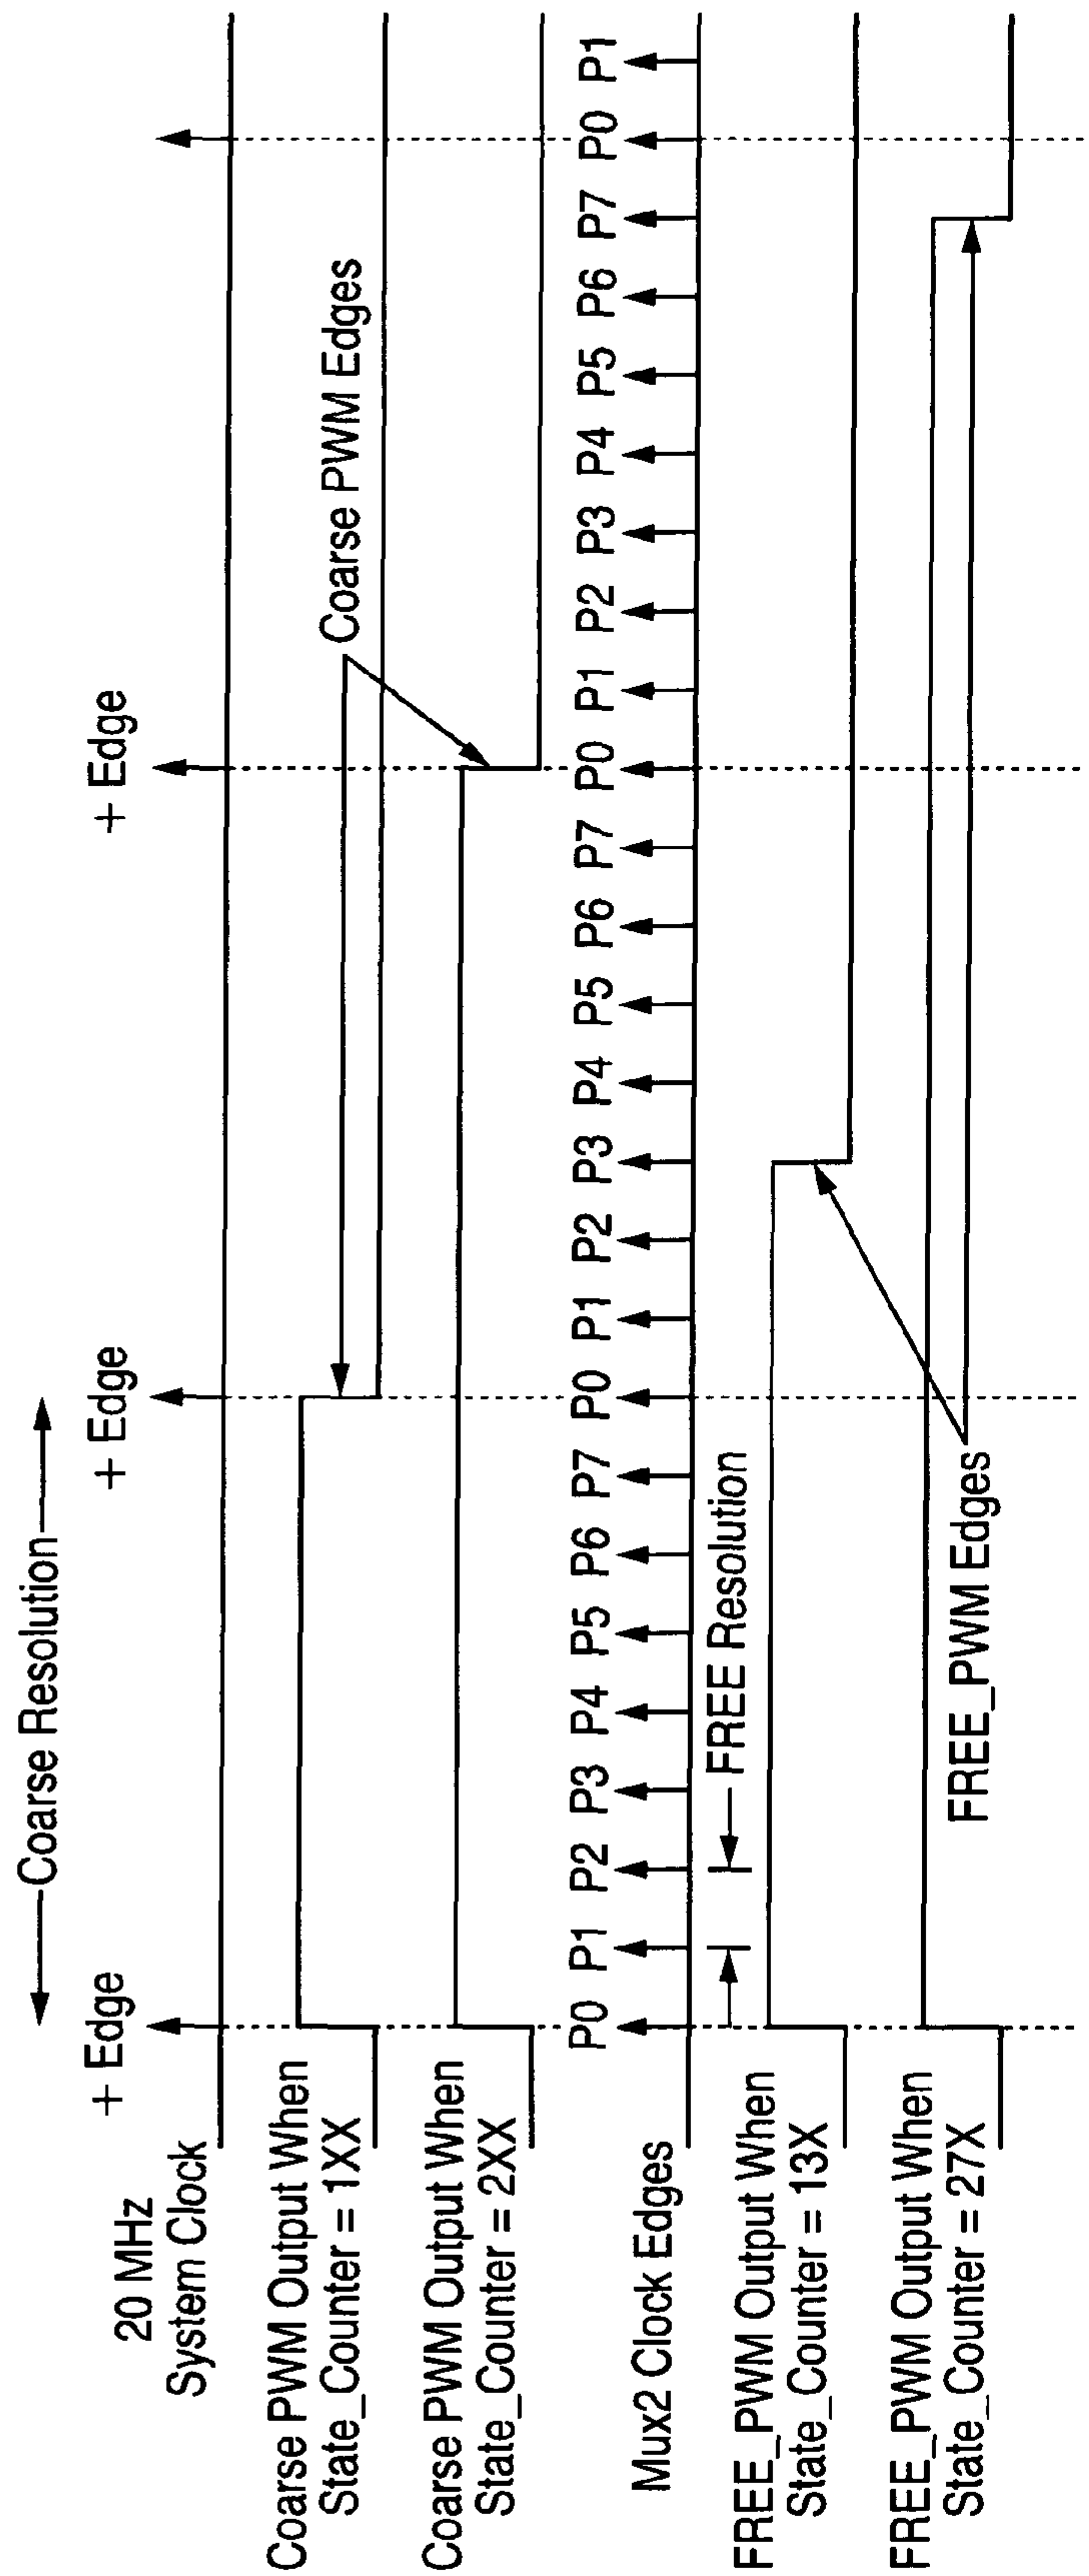 Coarse Resolution
+ Edge
+ Edge
+ Edge
20 MHz
System Clock
Coarse PWM Output When
State_Counter = 1XX
Coarse PWM Edges
Coarse PWM Output When
State_Counter = 2XX
P0 P1 P2 P3 P4 P5 P6 P7 P0 P1 P2 P3 P4 P5 P6 P7 P0 P1 P2 P3 P4 P5 P6 P7 P0 P1
Mux2 Clock Edges
FREE Resolution
FREE_PWM Output When
State_Counter = 13X
FREE_PWM Output When
State_Counter = 27X
FREE_PWM Edges